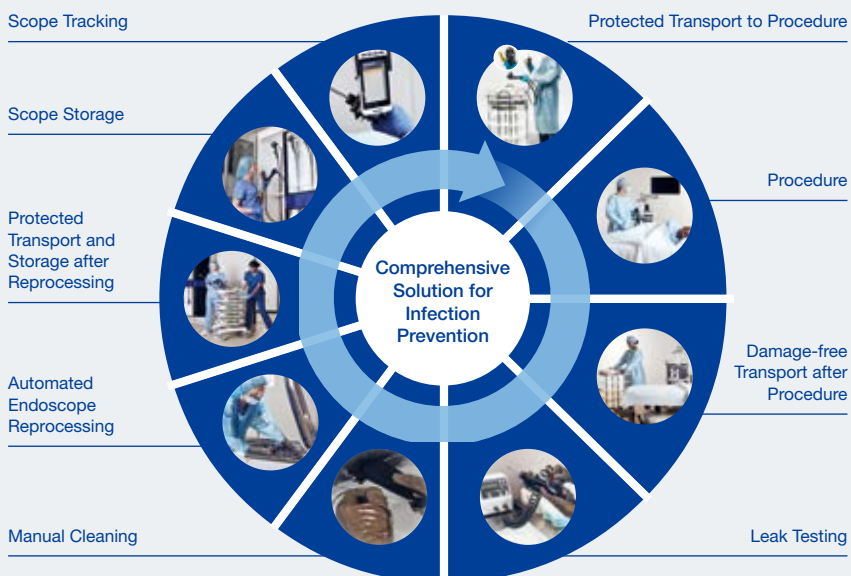 Scope Tracking
Protected Transport to Procedure
Scope Storage
Procedure
Protected
Transport and
Storage after
Reprocessing
Comprehensive
Solution for
Infection
Prevention
Damage-free
Transport after
Procedure
Automated
Endoscope
Reprocessing
Manual Cleaning
Leak Testing